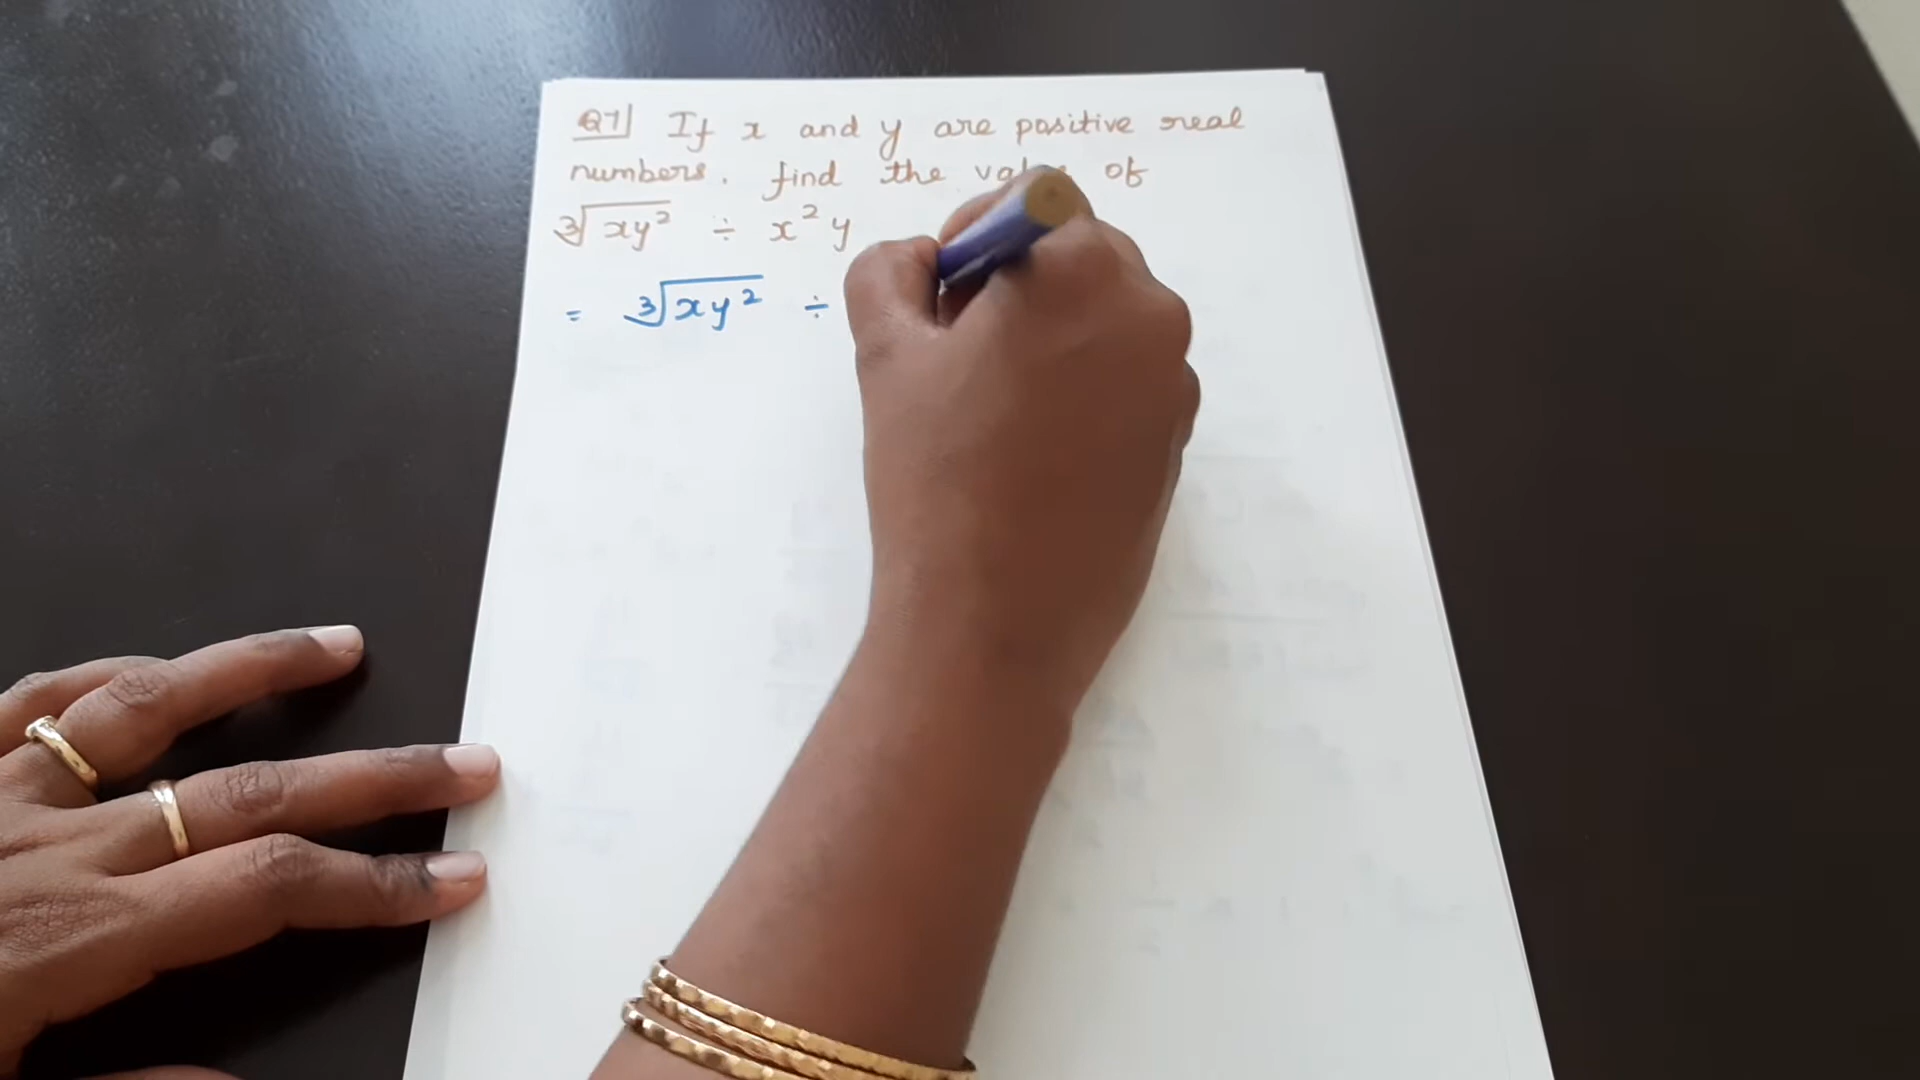 Q7| If x and y are positive real
numbers. find the of
∛xy² ÷ x²y
= ∛xy² ÷